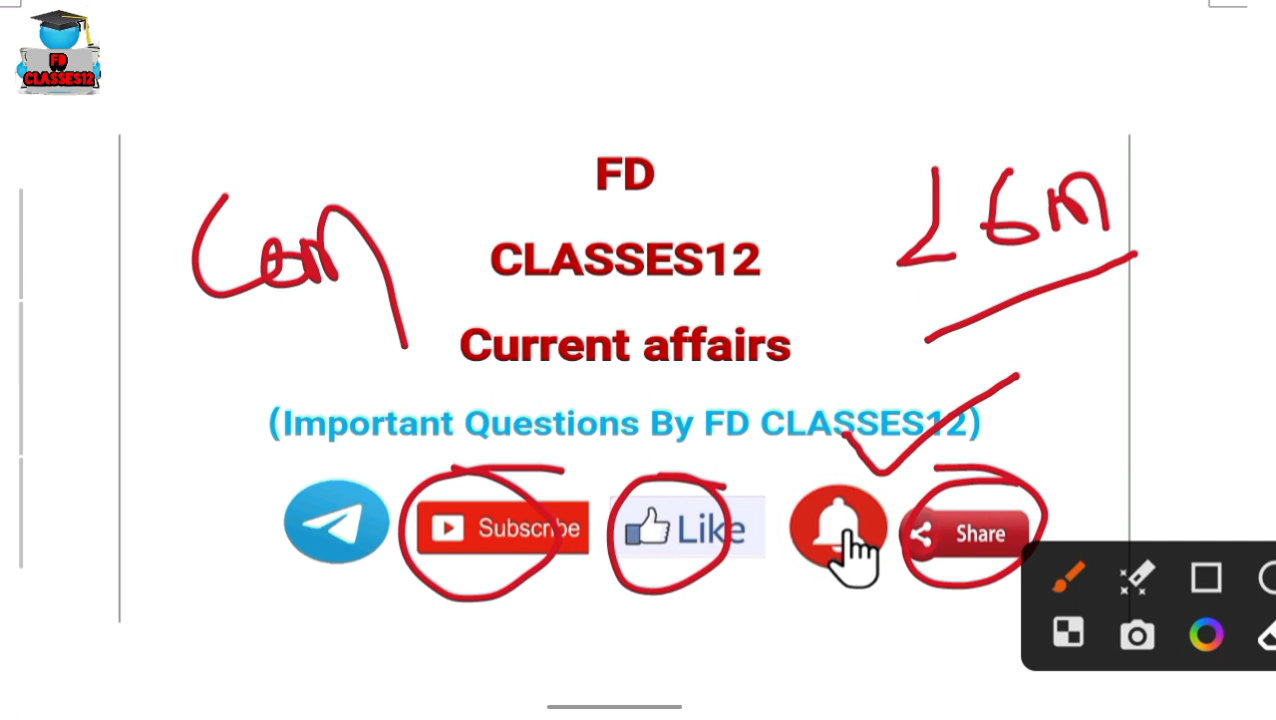 FD
CLASSES12
FD
CLASSES12
Current affairs
(Important Questions By FD CLASSES12)
Subscribe
Like
Share